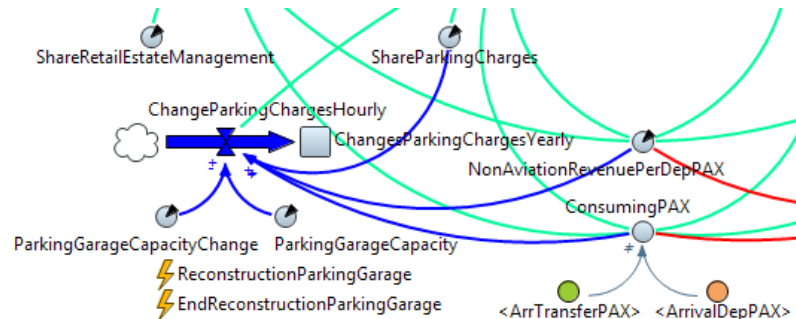 ShareRetailEstateManagement
ShareParkingCharges
ChangeParkingChargesHourly
ChangesParkingChargesYearly
NonAviationRevenuePerDepPAX
ConsumingPAX
ParkingGarageCapacityChange
ParkingGarageCapacity
ReconstructionParkingGarage
EndReconstructionParkingGarage
<ArrTransferPAX>
<ArrivalDepPAX>